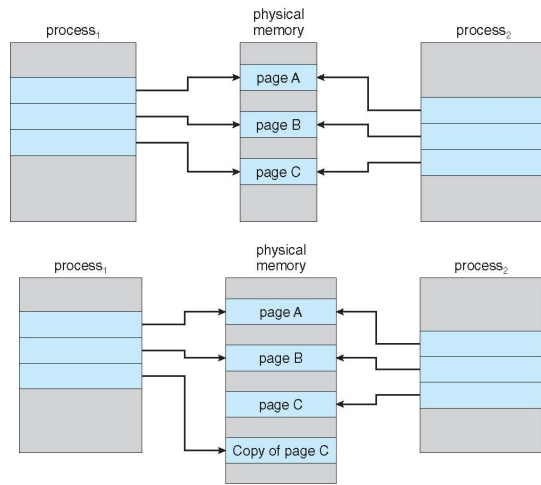 process₁
physical
memory
process₂
page A
page B
page C
process₁
physical
memory
process₂
page A
page B
page C
Copy of page C